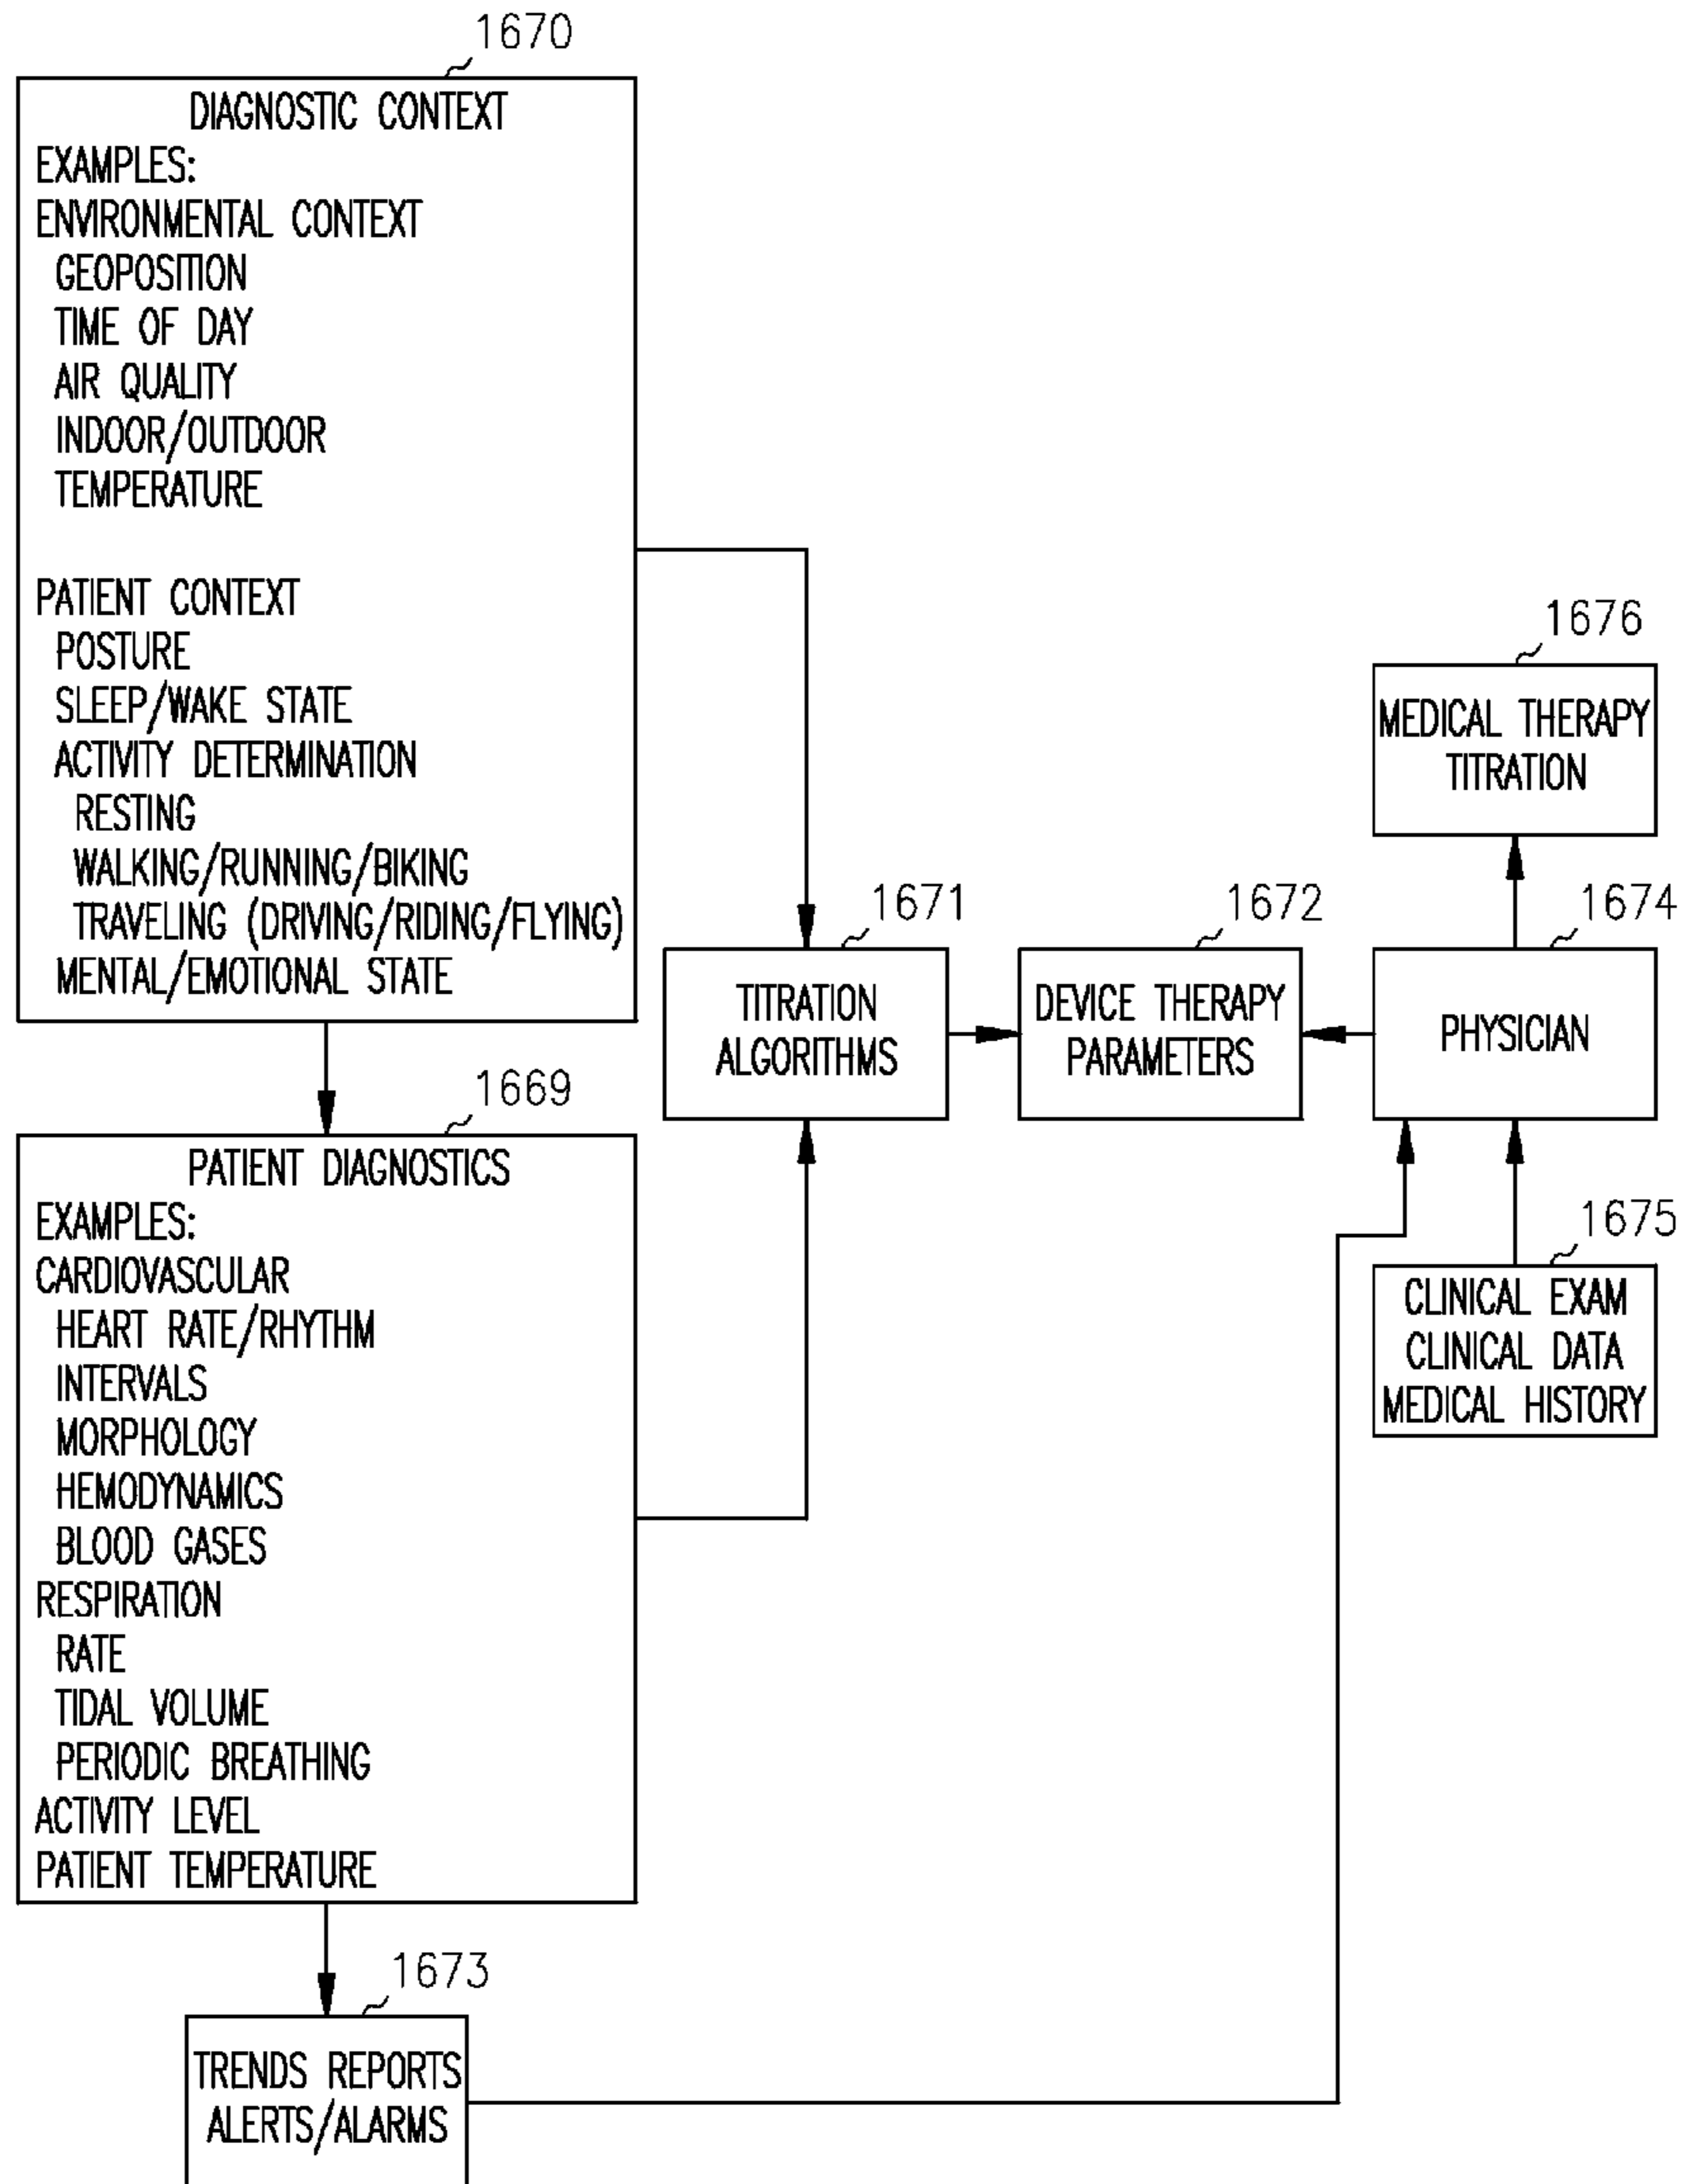 1670
DIAGNOSTIC CONTEXT
EXAMPLES:
ENVIRONMENTAL CONTEXT
GEOPOSITION
TIME OF DAY
AIR QUALITY
INDOOR/OUTDOOR
TEMPERATURE
PATIENT CONTEXT
POSTURE
SLEEP/WAKE STATE
ACTIVITY DETERMINATION
RESTING
WALKING/RUNNING/BIKING
TRAVELING (DRIVING/RIDING/FLYING)
MENTAL/EMOTIONAL STATE
1669
PATIENT DIAGNOSTICS
EXAMPLES:
CARDIOVASCULAR
HEART RATE/RHYTHM
INTERVALS
MORPHOLOGY
HEMODYNAMICS
BLOOD GASES
RESPIRATION
RATE
TIDAL VOLUME
PERIODIC BREATHING
ACTIVITY LEVEL
PATIENT TEMPERATURE
1673
TRENDS REPORTS
ALERTS/ALARMS
1671
TITRATION
ALGORITHMS
1672
DEVICE THERAPY
PARAMETERS
1676
MEDICAL THERAPY
TITRATION
1674
PHYSICIAN
1675
CLINICAL EXAM
CLINICAL DATA
MEDICAL HISTORY